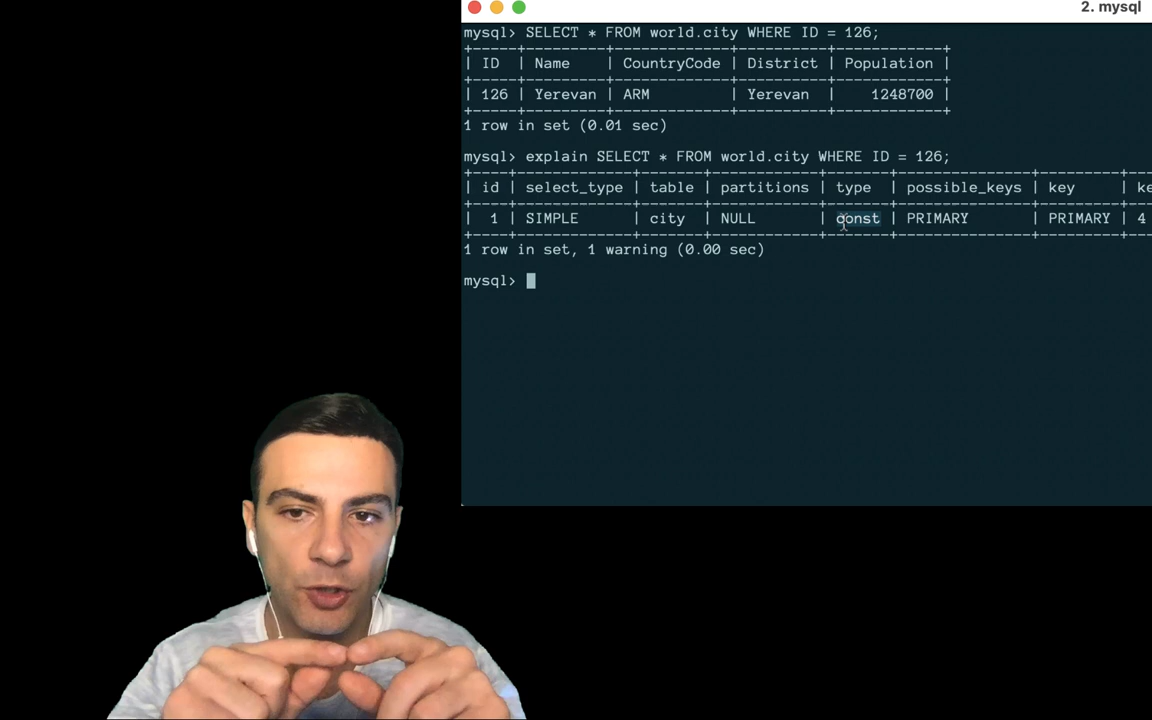 2. mysql
mysql> SELECT * FROM world.city WHERE ID = 126;
+-----+---------+-------------+----------+------------+
| ID | Name | CountryCode | District | Population |
+-----+---------+-------------+----------+------------+
| 126 | Yerevan | ARM | Yerevan | 1248700 |
+-----+---------+-------------+----------+------------+
1 row in set (0.01 sec)
mysql> explain SELECT * FROM world.city WHERE ID = 126;
| id | select_type | table | partitions | type | possible_keys | key | ke
| 1 | SIMPLE | city | NULL | const | PRIMARY | PRIMARY | 4
1 row in set, 1 warning (0.00 sec)
mysql>